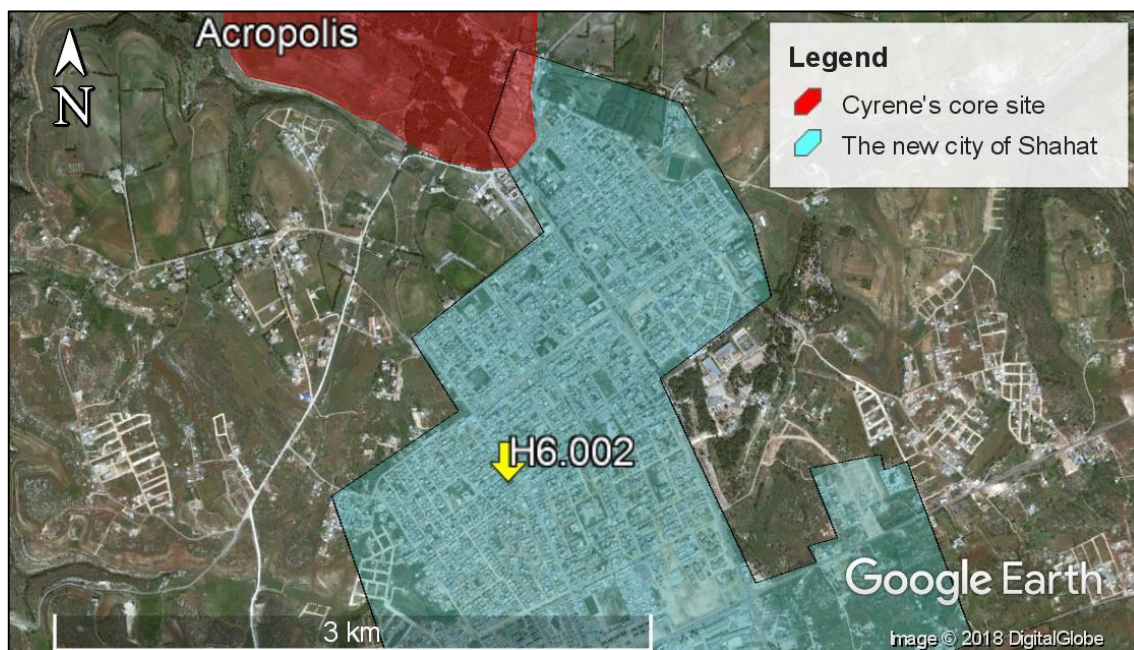 Acropolis
N
Legend
Cyrene's core site
The new city of Shahat
H6.002
Google Earth
3 km
Image © 2018 DigitalGlobe